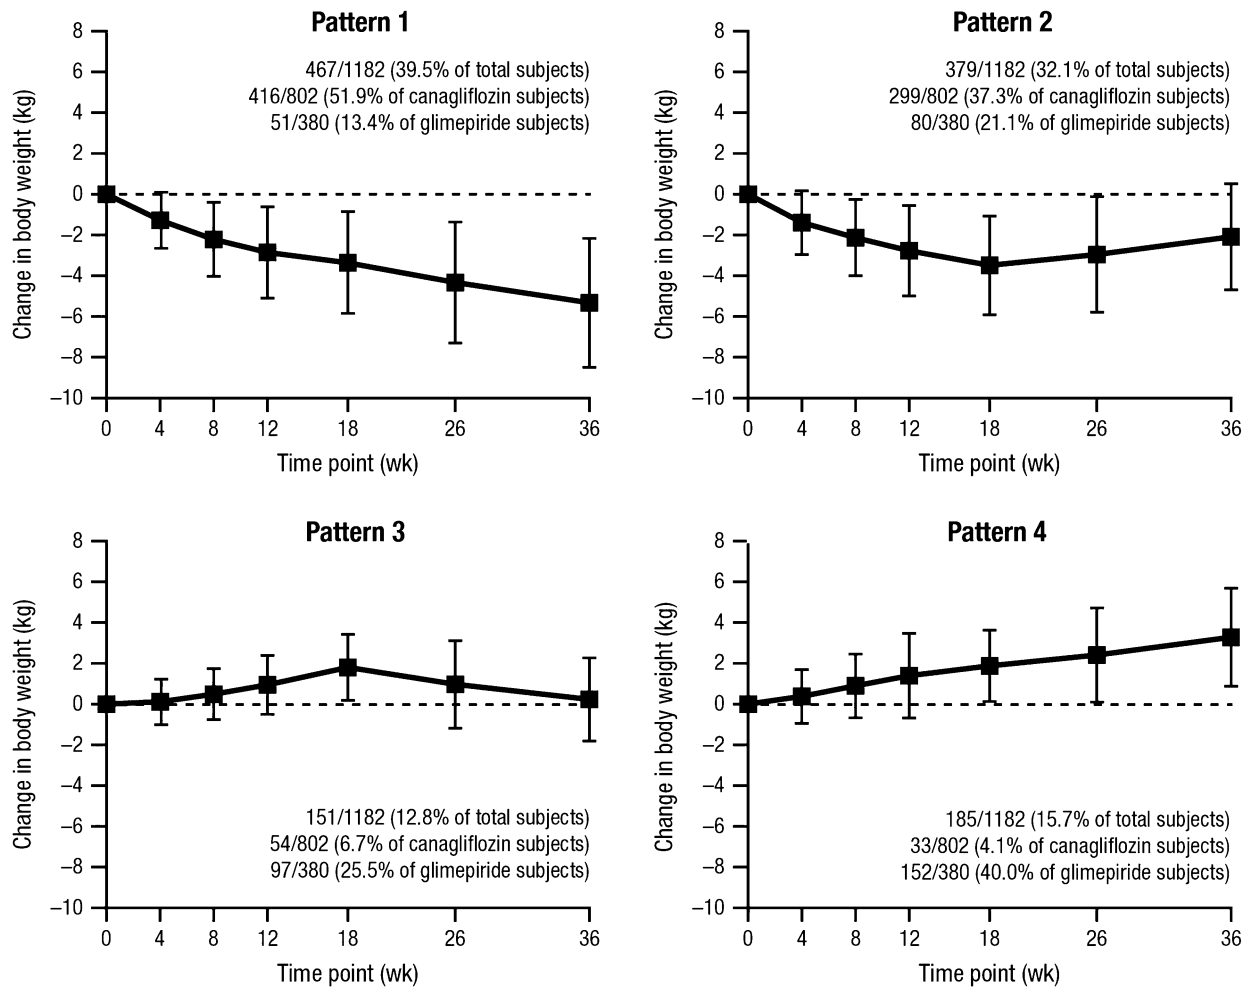 Pattern 1
467/1182 (39.5% of total subjects)
416/802 (51.9% of canagliflozin subjects)
51/380 (13.4% of glimepiride subjects)
Change in body weight (kg)
8
6
4
2
0
–2
–4
–6
–8
–10
0 4 8 12 18 26 36
Time point (wk)
Pattern 2
379/1182 (32.1% of total subjects)
299/802 (37.3% of canagliflozin subjects)
80/380 (21.1% of glimepiride subjects)
Change in body weight (kg)
8
6
4
2
0
–2
–4
–6
–8
–10
0 4 8 12 18 26 36
Time point (wk)
Pattern 3
Change in body weight (kg)
8
6
4
2
0
–2
–4
–6
–8
–10
151/1182 (12.8% of total subjects)
54/802 (6.7% of canagliflozin subjects)
97/380 (25.5% of glimepiride subjects)
0 4 8 12 18 26 36
Time point (wk)
Pattern 4
Change in body weight (kg)
8
6
4
2
0
–2
–4
–6
–8
–10
185/1182 (15.7% of total subjects)
33/802 (4.1% of canagliflozin subjects)
152/380 (40.0% of glimepiride subjects)
0 4 8 12 18 26 36
Time point (wk)